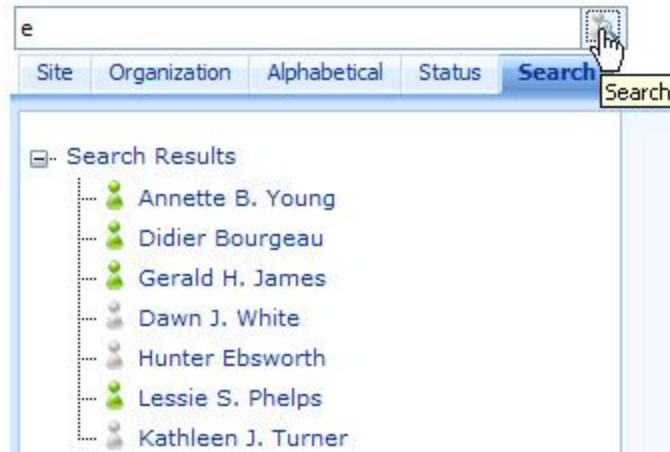 e
Site Organization Alphabetical Status Search
Search
Search Results
Annette B. Young
Didier Bourgeau
Gerald H. James
Dawn J. White
Hunter Ebsworth
Lessie S. Phelps
Kathleen J. Turner